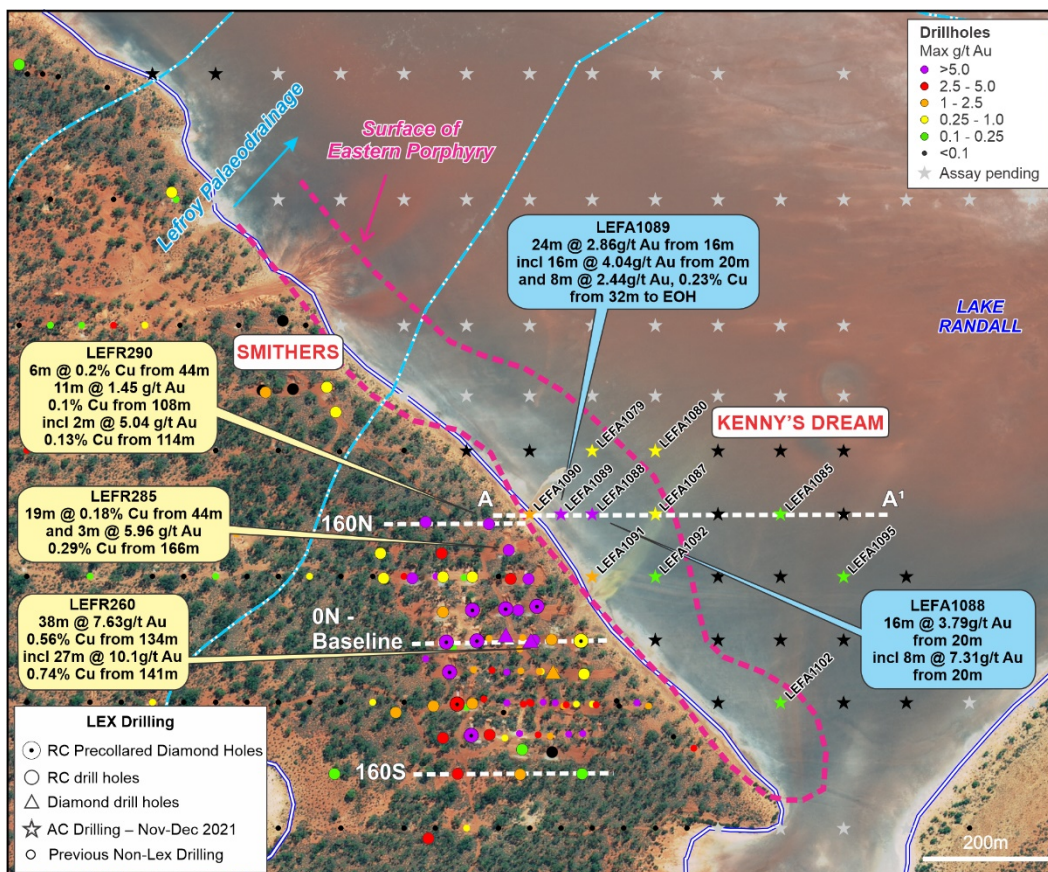 Drillholes
Max g/t Au
>5.0
2.5 - 5.0
1 - 2.5
0.25 - 1.0
0.1 - 0.25
<0.1
Assay pending
Lefroy Palaeodrainage
Surface of
Eastern Porphyry
LEFA1089
24m @ 2.86g/t Au from 16m
incl 16m @ 4.04g/t Au from 20m
and 8m @ 2.44g/t Au, 0.23% Cu
from 32m to EOH
LAKE
RANDALL
SMITHERS
LEFR290
6m @ 0.2% Cu from 44m
11m @ 1.45 g/t Au
0.1% Cu from 108m
incl 2m @ 5.04 g/t Au
0.13% Cu from 114m
KENNY'S DREAM
LEFA1079
LEFA1080
LEFR285
19m @ 0.18% Cu from 44m
and 3m @ 5.96 g/t Au
0.29% Cu from 166m
A
LEFA1090
LEFA1089
LEFA1088
LEFA1087
LEFA1085
A¹
160N
LEFA1091
LEFA1092
LEFA1095
LEFR260
38m @ 7.63g/t Au
0.56% Cu from 134m
incl 27m @ 10.1g/t Au
0.74% Cu from 141m
0N -
Baseline
LEFA1088
16m @ 3.79g/t Au
from 20m
incl 8m @ 7.31g/t Au
from 20m
LEFA1102
160S
LEX Drilling
RC Precollared Diamond Holes
RC drill holes
Diamond drill holes
AC Drilling – Nov-Dec 2021
Previous Non-Lex Drilling
200m